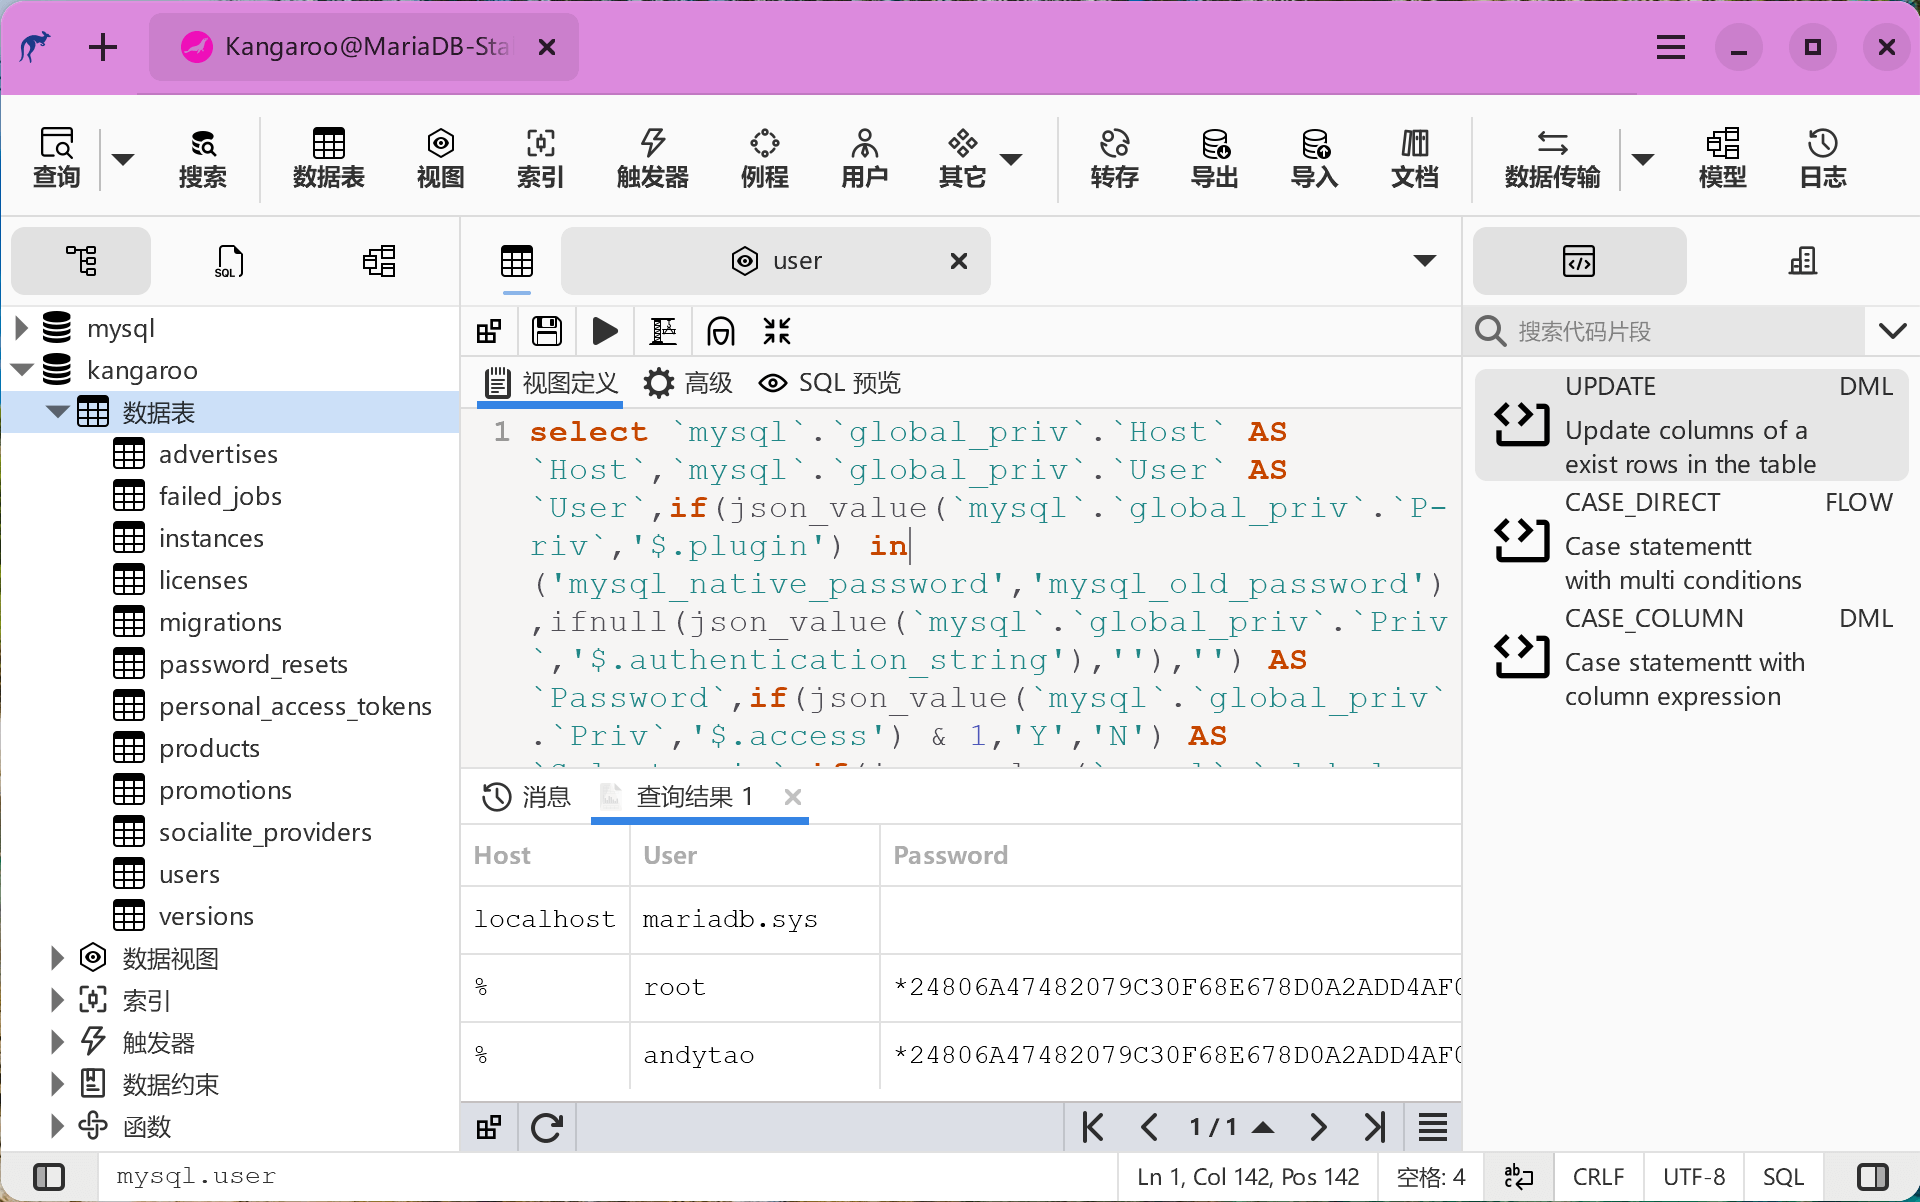 Kangaroo@MariaDB-Sta
查询
搜索
数据表
视图
索引
触发器
例程
用户
其它
转存
导出
导入
文档
数据传输
模型
日志
SQL
user
mysql
kangaroo
数据表
advertises
failed_jobs
instances
licenses
migrations
password_resets
personal_access_tokens
products
promotions
socialite_providers
users
versions
数据视图
索引
触发器
数据约束
函数
视图定义
高级
SQL 预览
1 select `mysql`.`global_priv`.`Host` AS
`Host`,`mysql`.`global_priv`.`User` AS
`User`,if(json_value(`mysql`.`global_priv`.`P-
riv`,'$.plugin') in
('mysql_native_password','mysql_old_password')
,ifnull(json_value(`mysql`.`global_priv`.`Priv
`,'$.authentication_string'),''),'') AS
`Password`,if(json_value(`mysql`.`global_priv`
.`Priv`,'$.access') & 1,'Y','N') AS
消息
查询结果 1
Host User Password
localhost mariadb.sys
% root *24806A47482079C30F68E678D0A2ADD4AF
% andytao *24806A47482079C30F68E678D0A2ADD4AF
1 / 1
搜索代码片段
UPDATE DML
Update columns of a
exist rows in the table
CASE_DIRECT FLOW
Case statementt
with multi conditions
CASE_COLUMN DML
Case statementt with
column expression
mysql.user
Ln 1, Col 142, Pos 142
空格: 4
ab
c
CRLF
UTF-8
SQL